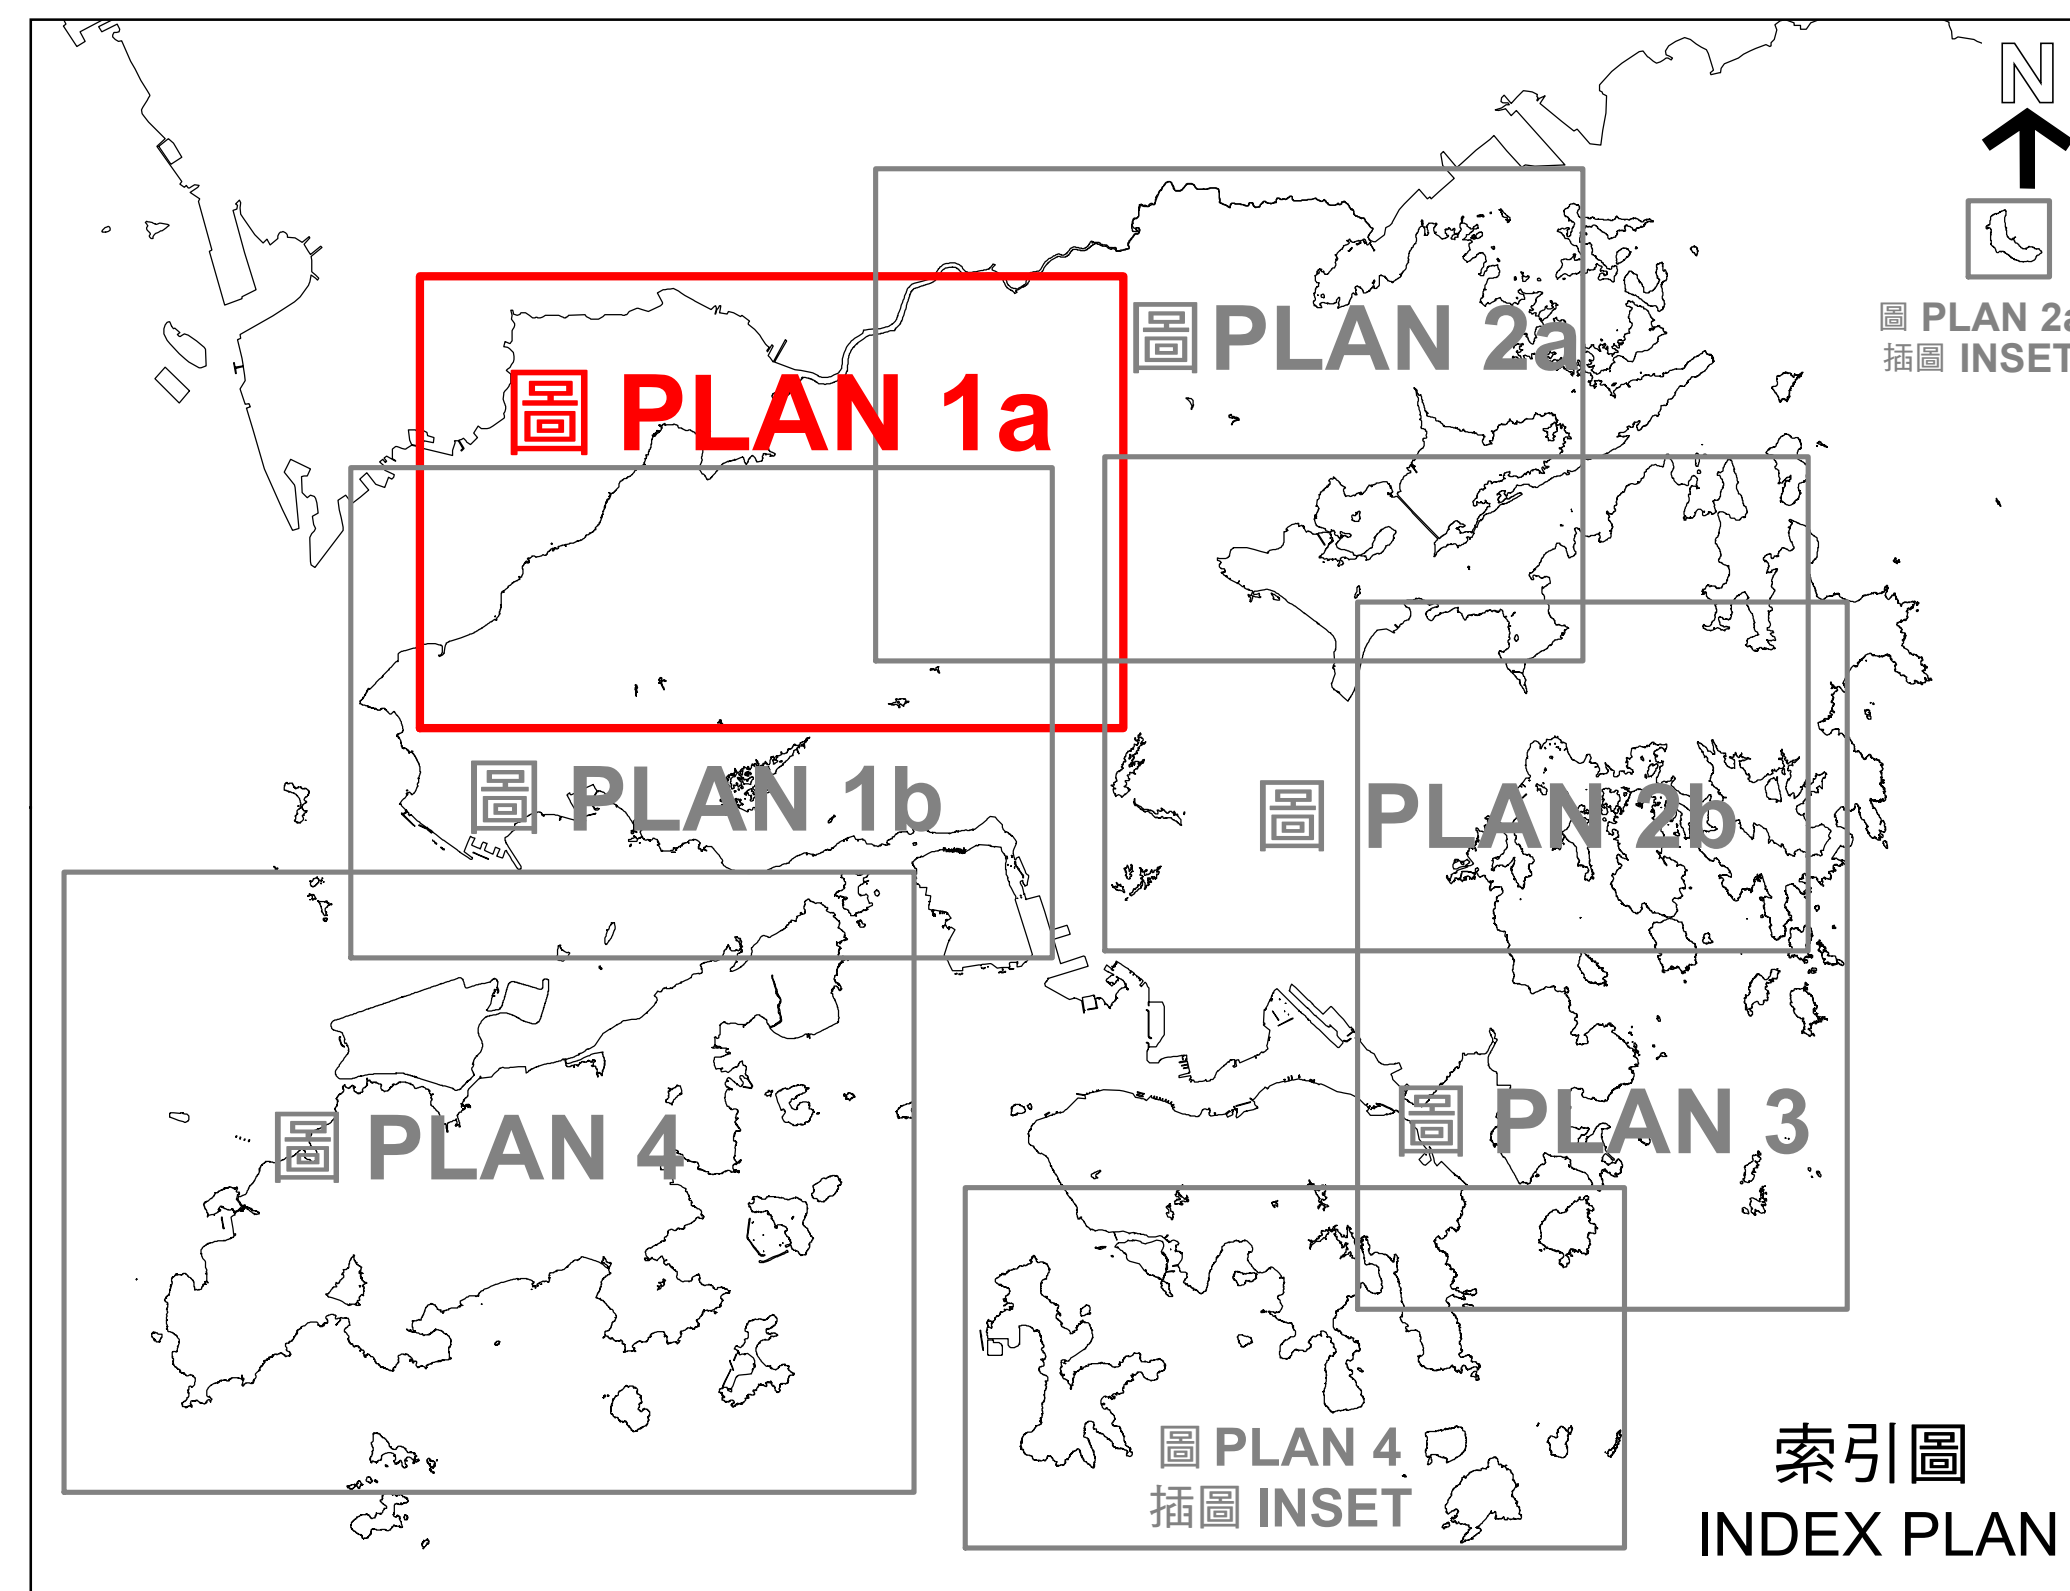 N
圖 PLAN 2a
圖 PLAN 2a
插圖 INSET
圖 PLAN 1a
圖 PLAN 1b
圖 PLAN 2b
圖 PLAN 3
圖 PLAN 4
圖 PLAN 4
插圖 INSET
索引圖
INDEX PLAN